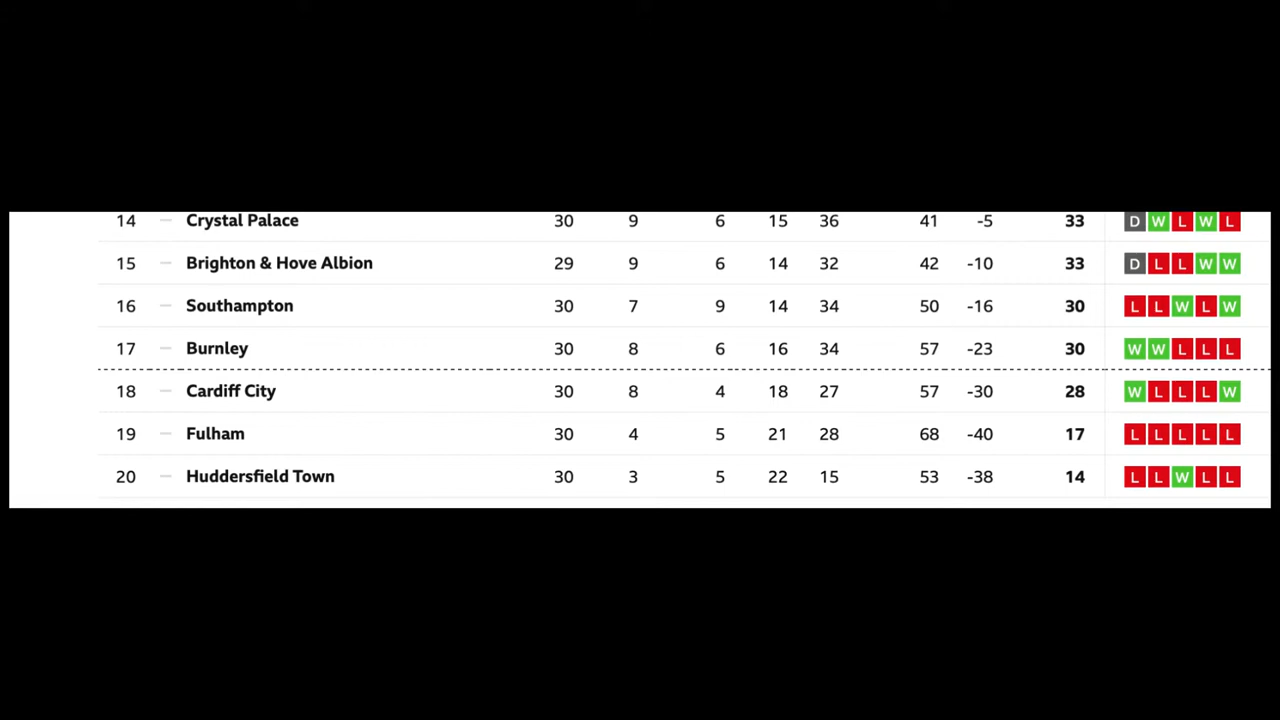 14 — Crystal Palace 30 9 6 15 36 41 -5 33 D W L W L
15 — Brighton & Hove Albion 29 9 6 14 32 42 -10 33 D L L W W
16 — Southampton 30 7 9 14 34 50 -16 30 L L W L W
17 — Burnley 30 8 6 16 34 57 -23 30 W W L L L
18 — Cardiff City 30 8 4 18 27 57 -30 28 W L L L W
19 — Fulham 30 4 5 21 28 68 -40 17 L L L L L
20 — Huddersfield Town 30 3 5 22 15 53 -38 14 L L W L L